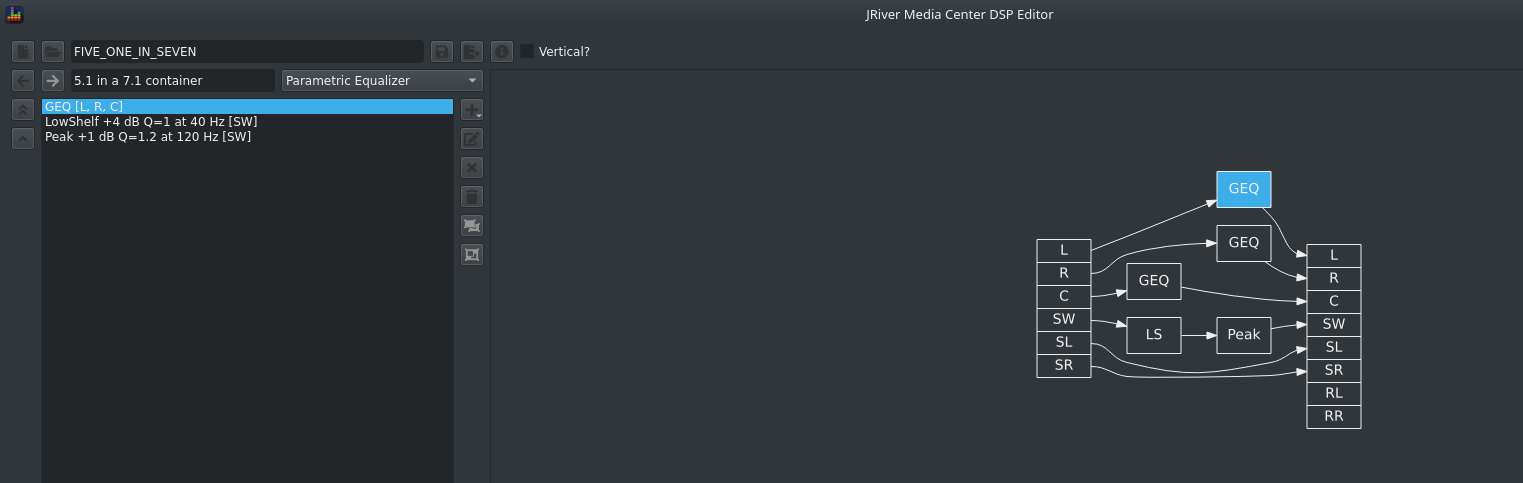 JRiver Media Center DSP Editor
FIVE_ONE_IN_SEVEN
Vertical?
5.1 in a 7.1 container
Parametric Equalizer
GEQ [L, R, C]
LowShelf +4 dB Q=1 at 40 Hz [SW]
Peak +1 dB Q=1.2 at 120 Hz [SW]
L
R
C
SW
SL
SR
GEQ
GEQ
GEQ
LS
Peak
L
R
C
SW
SL
SR
RL
RR